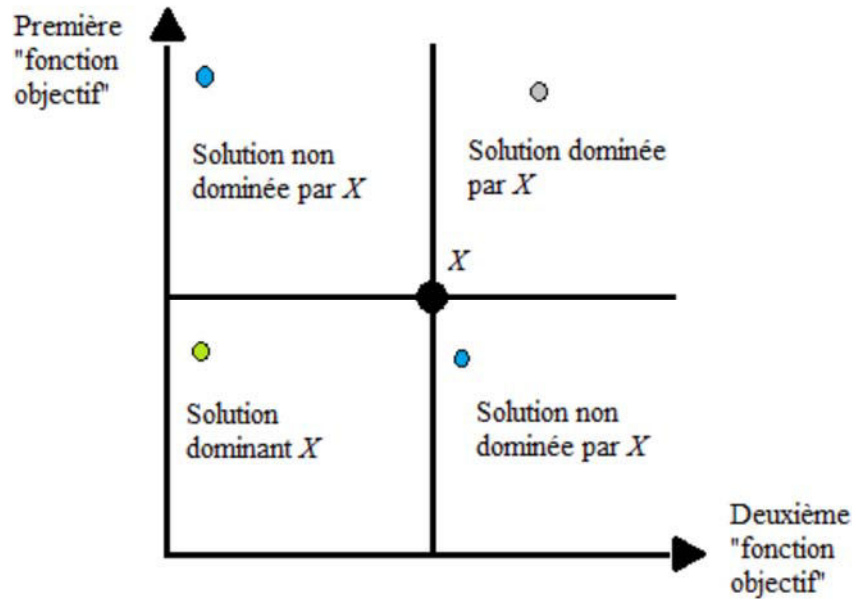 Première
"fonction
objectif"
Solution non
dominée par X
Solution dominée
par X
X
Solution
dominant X
Solution non
dominée par X
Deuxième
"fonction
objectif"